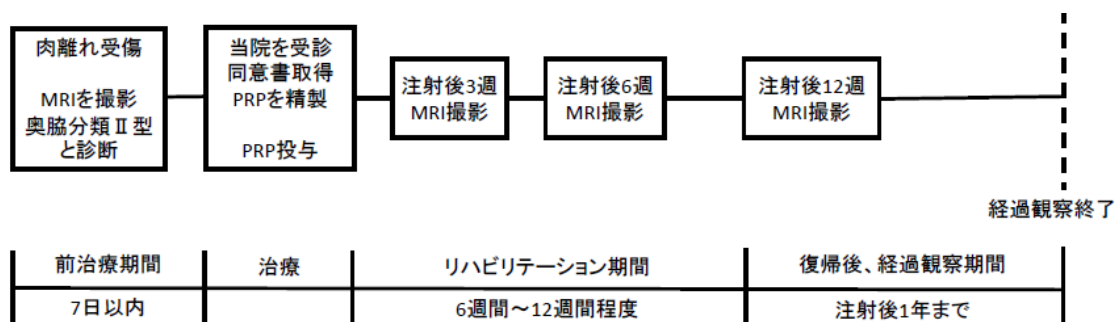 肉離れ受傷
MRIを撮影
奥脇分類Ⅱ型
と診断
当院を受診
同意書取得
PRPを精製
PRP投与
注射後3週
MRI撮影
注射後6週
MRI撮影
注射後12週
MRI撮影
経過観察終了
前治療期間
治療
リハビリテーション期間
復帰後、経過観察期間
7日以内
6週間～12週間程度
注射後1年まで